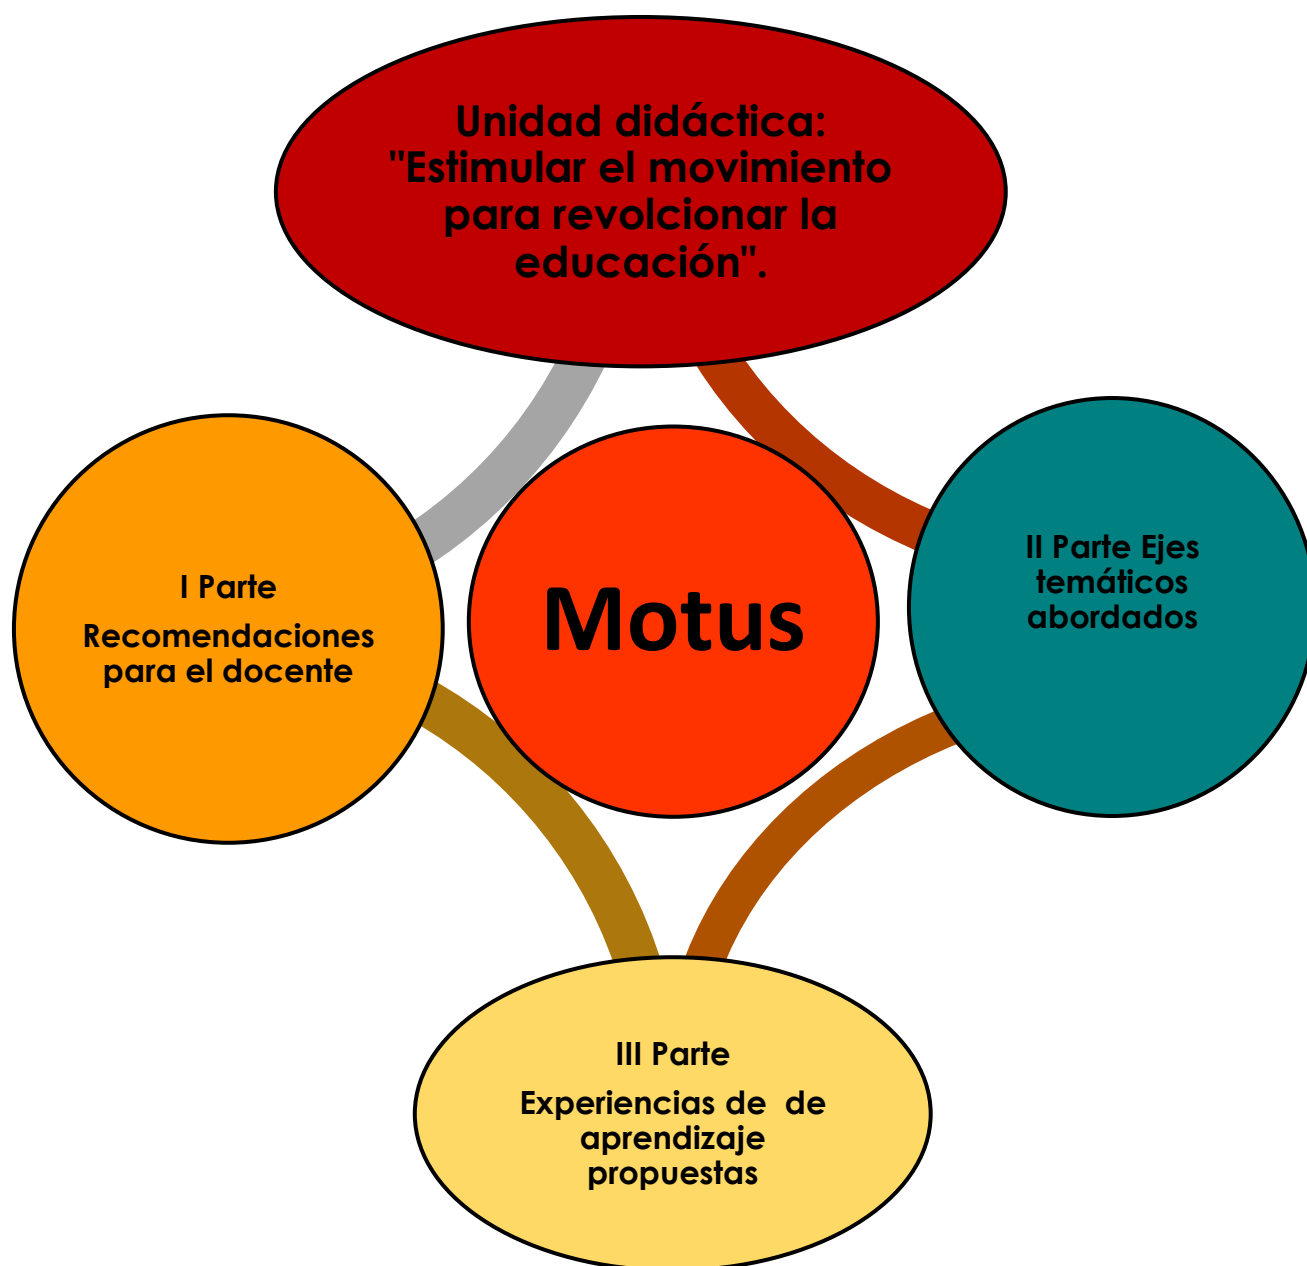 Unidad didáctica:
"Estimular el movimiento
para revolcionar la
educación".
I Parte
Recomendaciones
para el docente
Motus
II Parte Ejes
temáticos
abordados
III Parte
Experiencias de  de
aprendizaje
propuestas